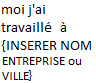 moi j'ai
travaillé à
{INSERER NOM
ENTREPRISE ou
VILLE}